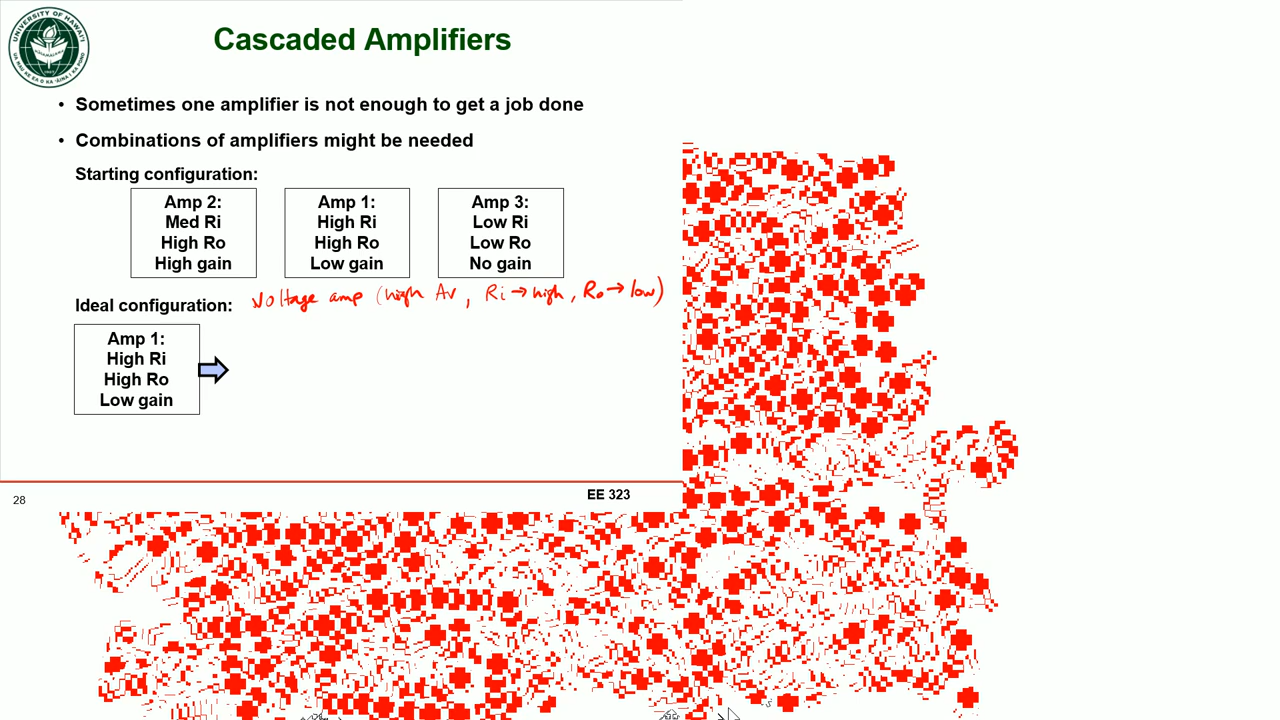 UNIVERSITY OF HAWAI'I
Cascaded Amplifiers
• Sometimes one amplifier is not enough to get a job done
• Combinations of amplifiers might be needed
Starting configuration:
Amp 2:
Med Ri
High Ro
High gain
Amp 1:
High Ri
High Ro
Low gain
Amp 3:
Low Ri
Low Ro
No gain
Ideal configuration:
Voltage amp (high Av, Ri → high, Ro → low)
Amp 1:
High Ri
High Ro
Low gain
28
EE 323